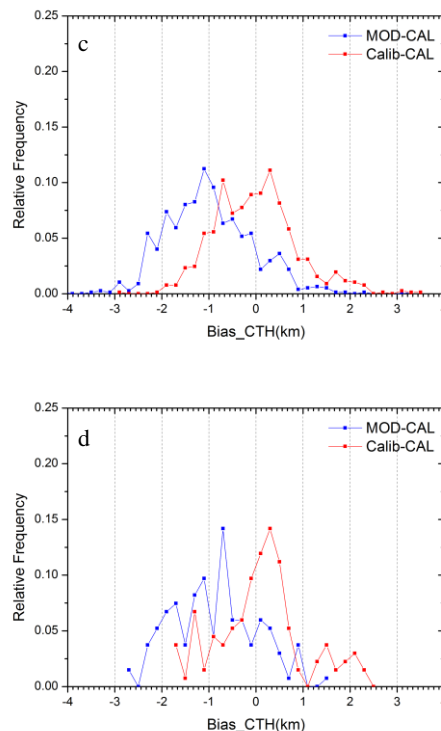 c
MOD-CAL
Calib-CAL
0.25
0.20
0.15
0.10
0.05
0.00
Relative Frequency
-4 -3 -2 -1 0 1 2 3
Bias_CTH(km)
d
MOD-CAL
Calib-CAL
0.25
0.20
0.15
0.10
0.05
0.00
Relative Frequency
-4 -3 -2 -1 0 1 2 3
Bias_CTH(km)